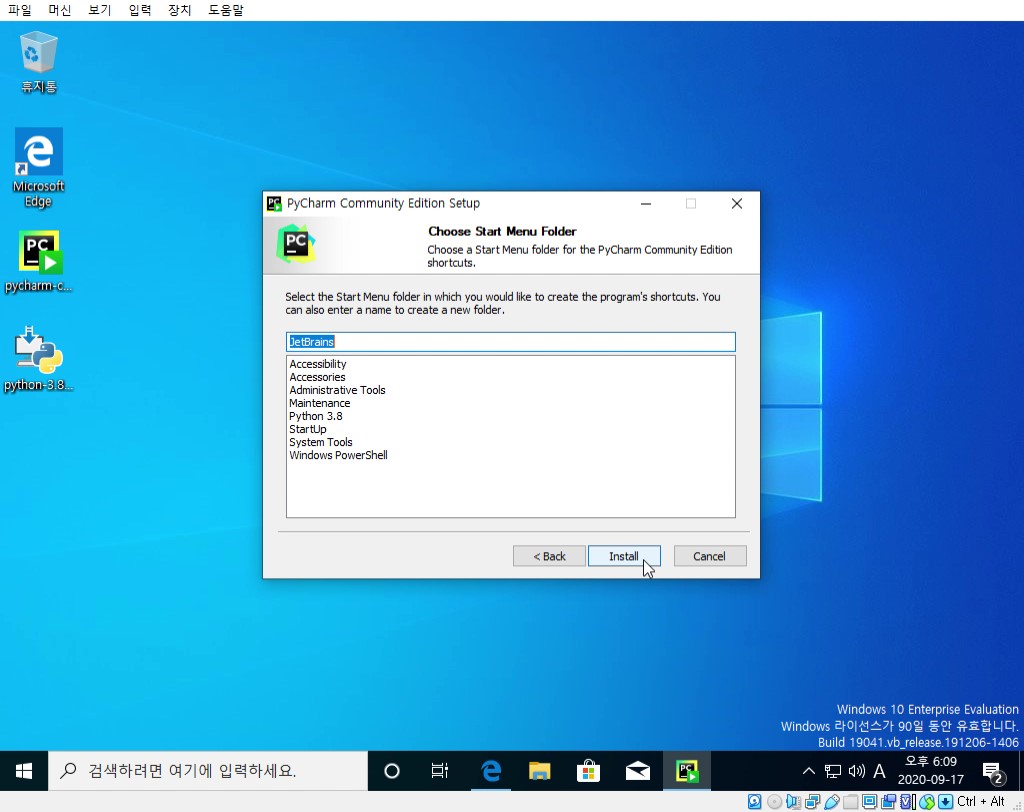 파일 머신 보기 입력 장치 도움말
휴지통
Microsoft
Edge
PC
pycharm-c...
python-3.8...
PC PyCharm Community Edition Setup
PC
Choose Start Menu Folder
Choose a Start Menu folder for the PyCharm Community Edition
shortcuts.
Select the Start Menu folder in which you would like to create the program's shortcuts. You
can also enter a name to create a new folder.
JetBrains
Accessibility
Accessories
Administrative Tools
Maintenance
Python 3.8
StartUp
System Tools
Windows PowerShell
< Back Install Cancel
Windows 10 Enterprise Evaluation
Windows 라이선스가 90일 동안 유효합니다.
Build 19041.vb_release.191206-1406
검색하려면 여기에 입력하세요.
PC
A
오후 6:09
2020-09-17
2
Ctrl + Alt